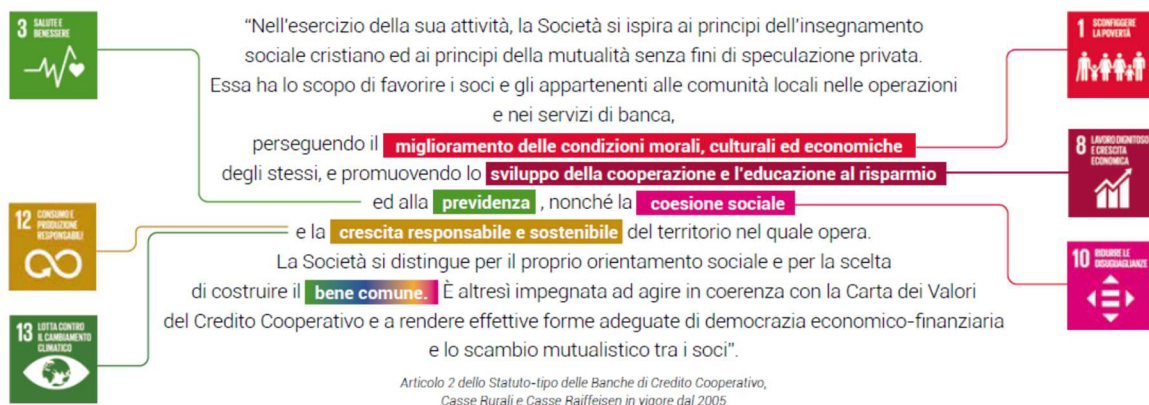 3 SALUTE E
BENESSERE
"Nell'esercizio della sua attività, la Società si ispira ai principi dell'insegnamento
sociale cristiano ed ai principi della mutualità senza fini di speculazione privata.
Essa ha lo scopo di favorire i soci e gli appartenenti alle comunità locali nelle operazioni
e nei servizi di banca,
perseguendo il miglioramento delle condizioni morali, culturali ed economiche
degli stessi, e promuovendo lo sviluppo della cooperazione e l'educazione al risparmio
ed alla previdenza , nonché la coesione sociale
e la crescita responsabile e sostenibile del territorio nel quale opera.
La Società si distingue per il proprio orientamento sociale e per la scelta
di costruire il bene comune. È altresì impegnata ad agire in coerenza con la Carta dei Valori
del Credito Cooperativo e a rendere effettive forme adeguate di democrazia economico-finanziaria
e lo scambio mutualistico tra i soci".
Articolo 2 dello Statuto-tipo delle Banche di Credito Cooperativo,
Casse Rurali e Casse Raiffeisen in vigore dal 2005
12 CONSUMO E
PRODUZIONE
RESPONSABILI
13 LOTTA CONTRO
IL CAMBIAMENTO
CLIMATICO
1 SCONFIGGERE
LA POVERTÀ
8 LAVORO DIGNITOSO
E CRESCITA
ECONOMICA
10 RIDURRE LE
DISUGUAGLIANZE